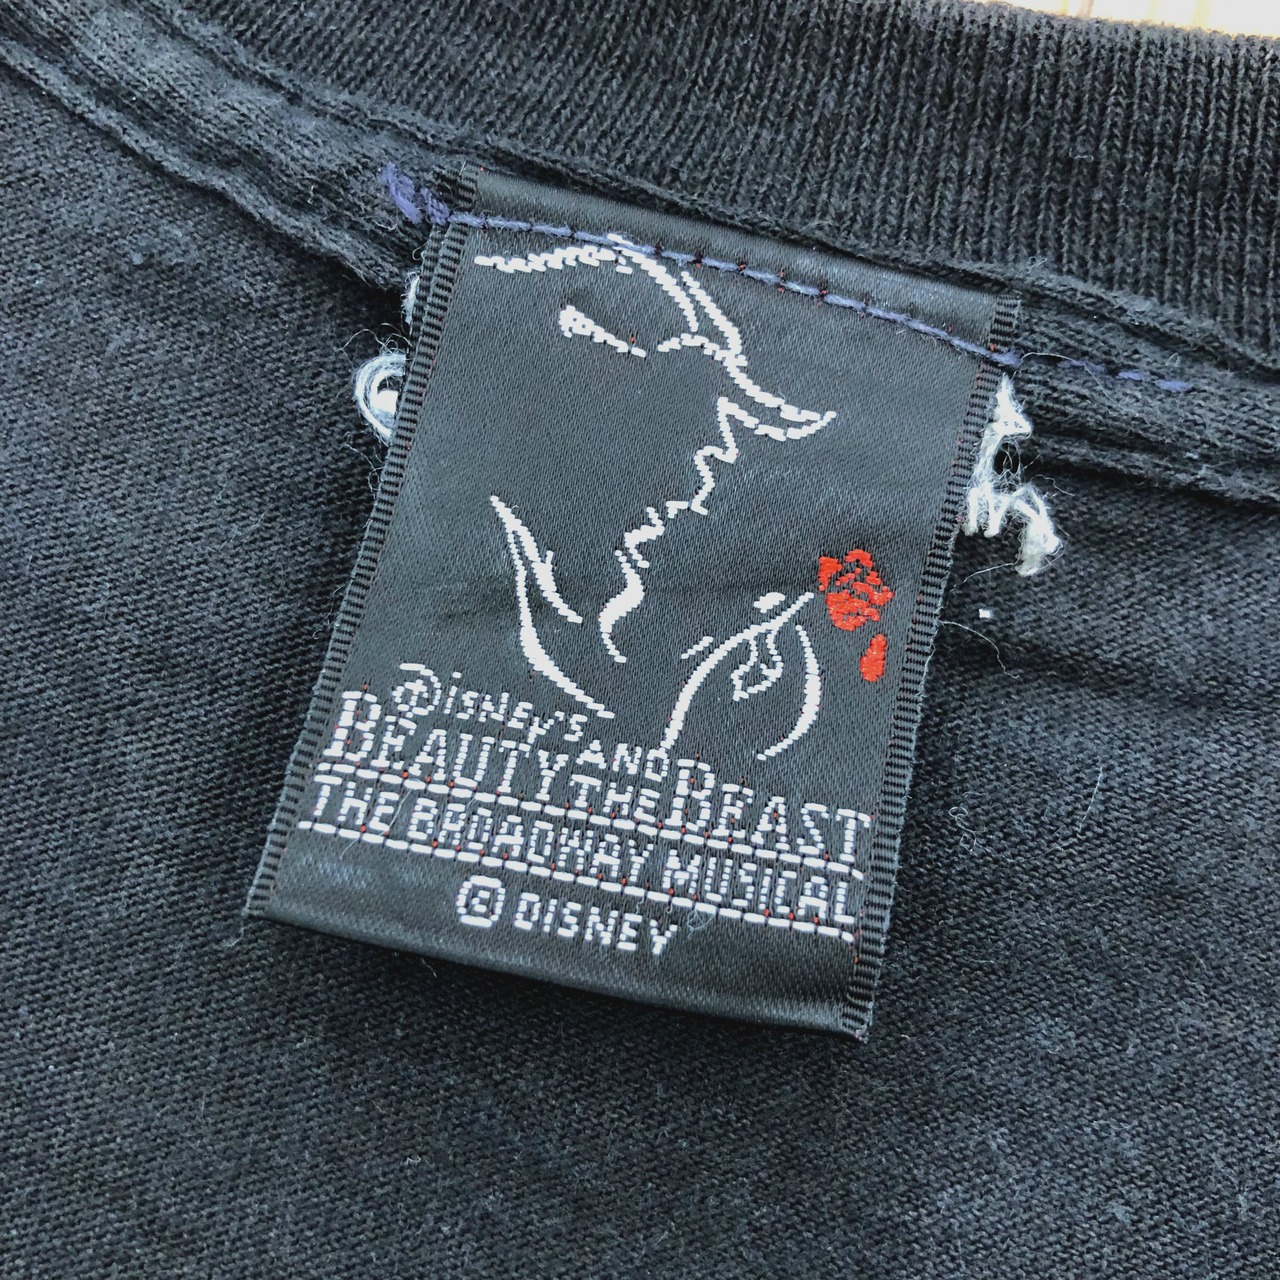 Disney's
BEAUTY AND THE BEAST
THE BROADWAY MUSICAL
© DISNEY